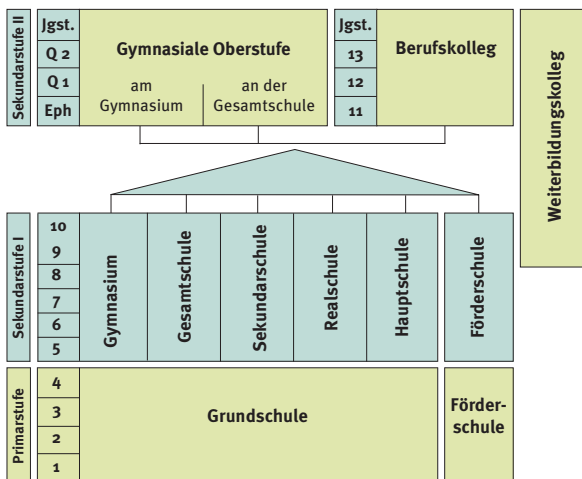 Sekundarstufe II
Jgst.
Q 2
Q 1
Eph
Gymnasiale Oberstufe
am
Gymnasium
an der
Gesamtschule
Jgst.
13
12
11
Berufskolleg
Weiterbildungskolleg
Sekundarstufe I
10
9
8
7
6
5
Gymnasium
Gesamtschule
Sekundarschule
Realschule
Hauptschule
Förderschule
Primarstufe
4
3
2
1
Grundschule
Förder-
schule